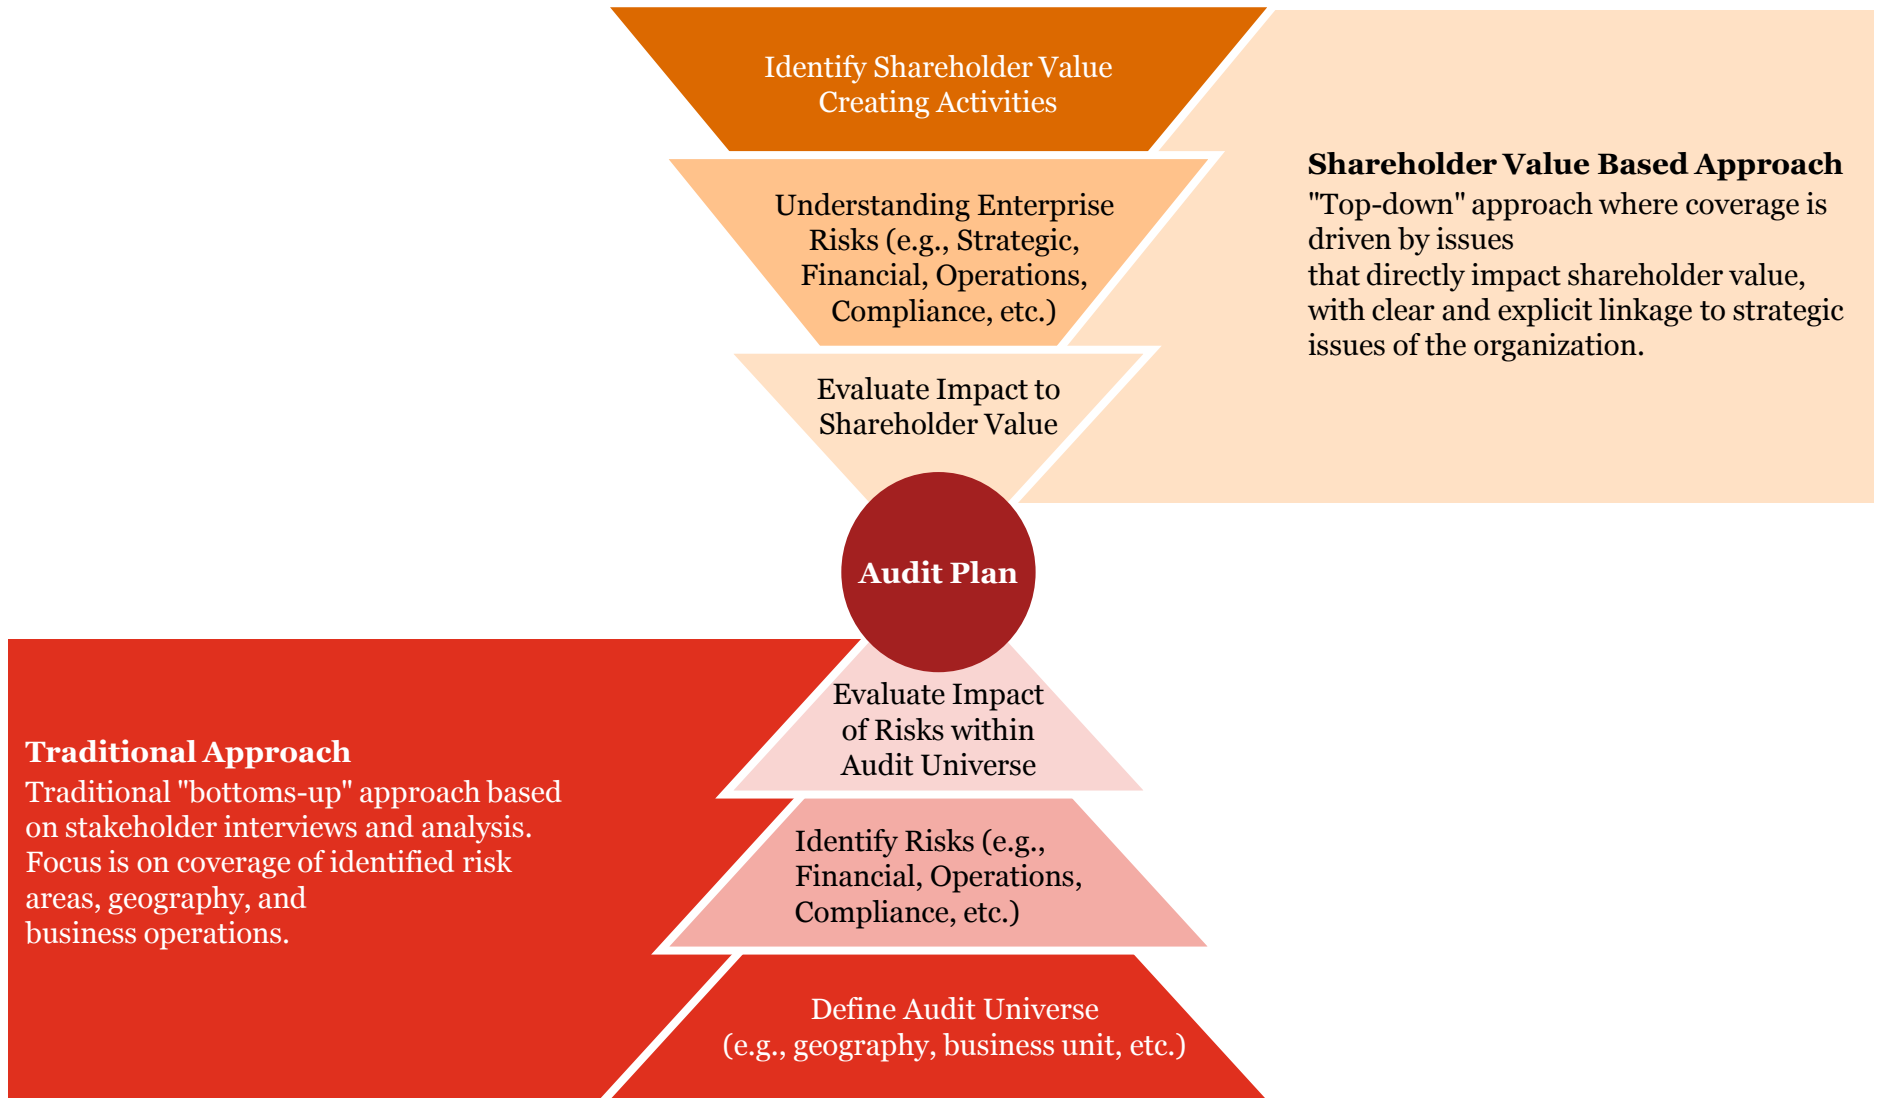 Identify Shareholder Value
Creating Activities
Understanding Enterprise
Risks (e.g., Strategic,
Financial, Operations,
Compliance, etc.)
Evaluate Impact to
Shareholder Value
Shareholder Value Based Approach
"Top-down" approach where coverage is
driven by issues
that directly impact shareholder value,
with clear and explicit linkage to strategic
issues of the organization.
Audit Plan
Traditional Approach
Traditional "bottoms-up" approach based
on stakeholder interviews and analysis.
Focus is on coverage of identified risk
areas, geography, and
business operations.
Evaluate Impact
of Risks within
Audit Universe
Identify Risks (e.g.,
Financial, Operations,
Compliance, etc.)
Define Audit Universe
(e.g., geography, business unit, etc.)